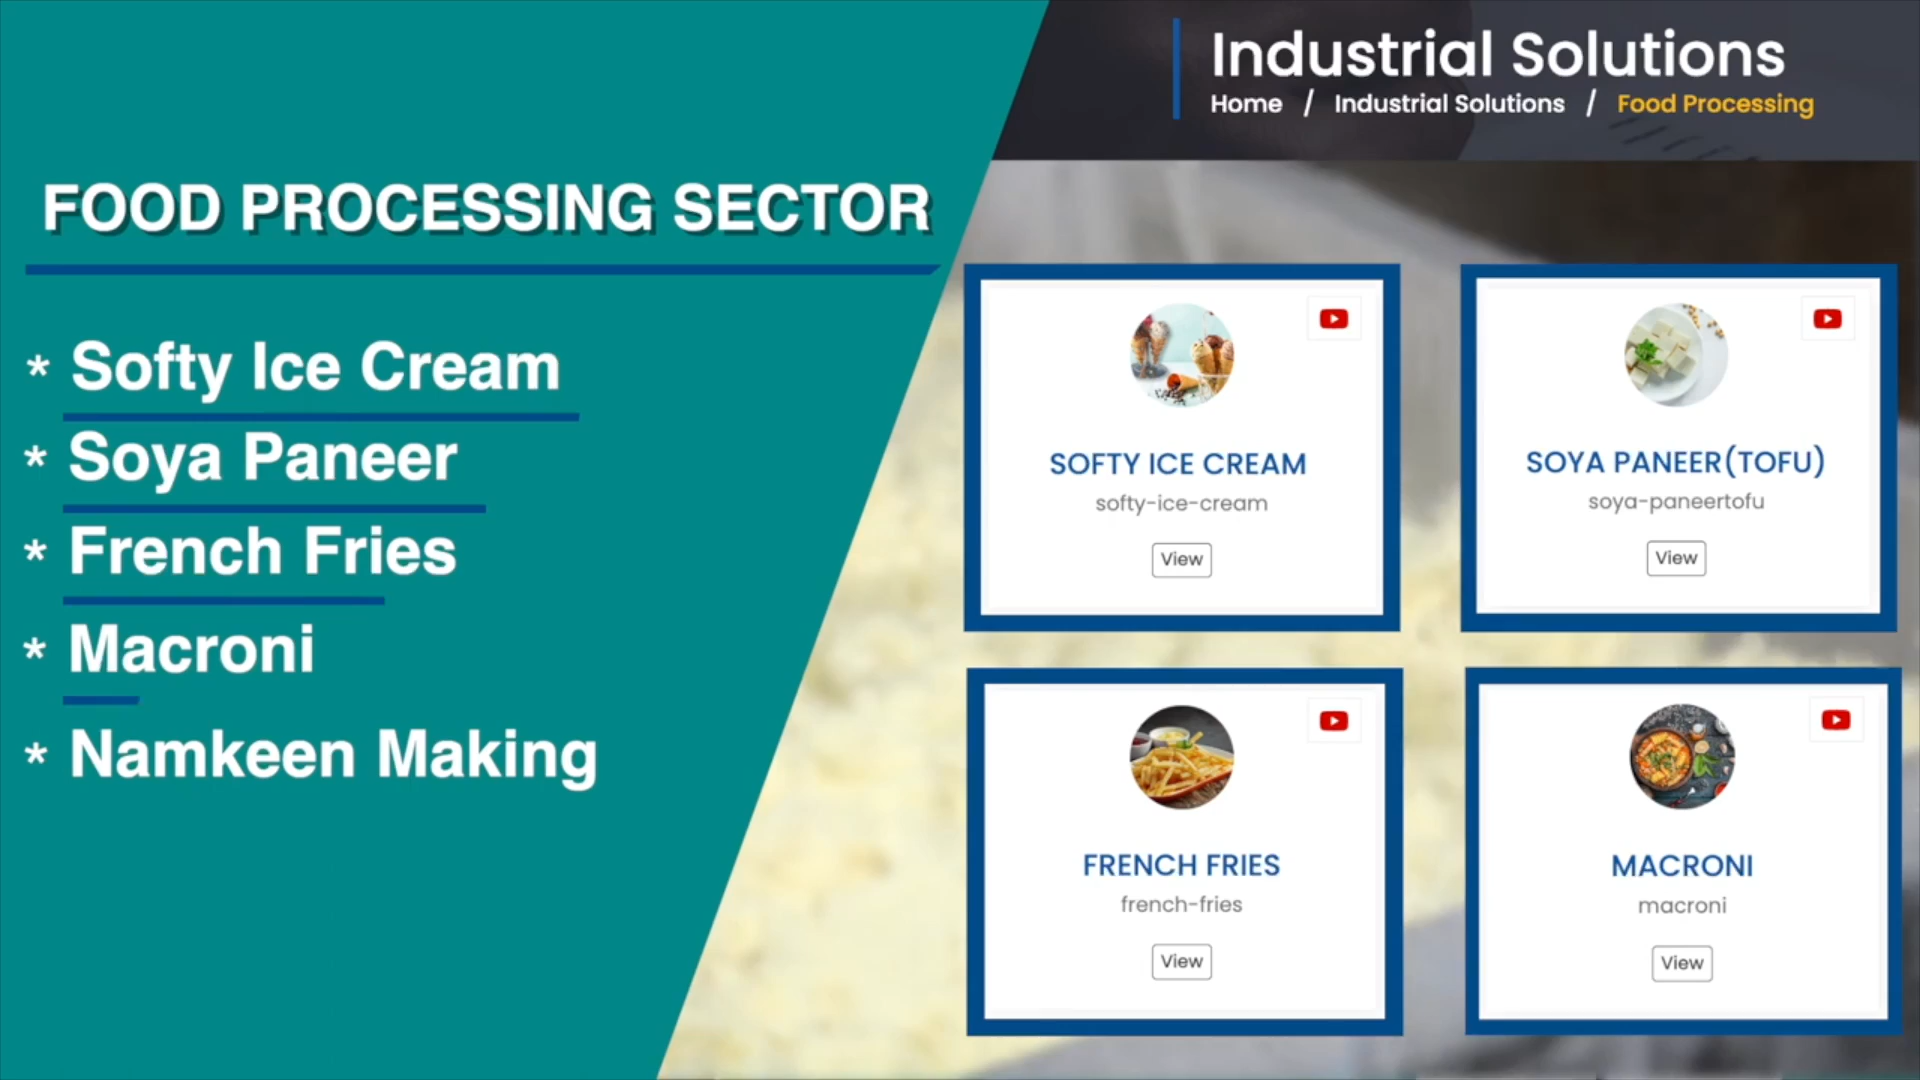 FOOD PROCESSING SECTOR
* Softy Ice Cream
* Soya Paneer
* French Fries
* Macroni
* Namkeen Making
Industrial Solutions
Home / Industrial Solutions / Food Processing
SOFTY ICE CREAM
softy-ice-cream
View
SOYA PANEER(TOFU)
soya-paneertofu
View
FRENCH FRIES
french-fries
View
MACRONI
macroni
View